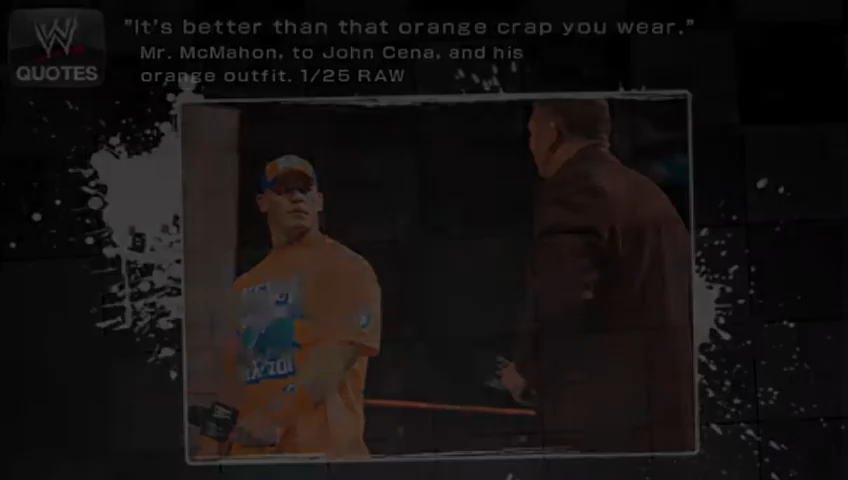 "It's better than that orange crap you wear."
QUOTES
Mr. McMahon, to John Cena, and his
orange outfit. 1/25 RAW